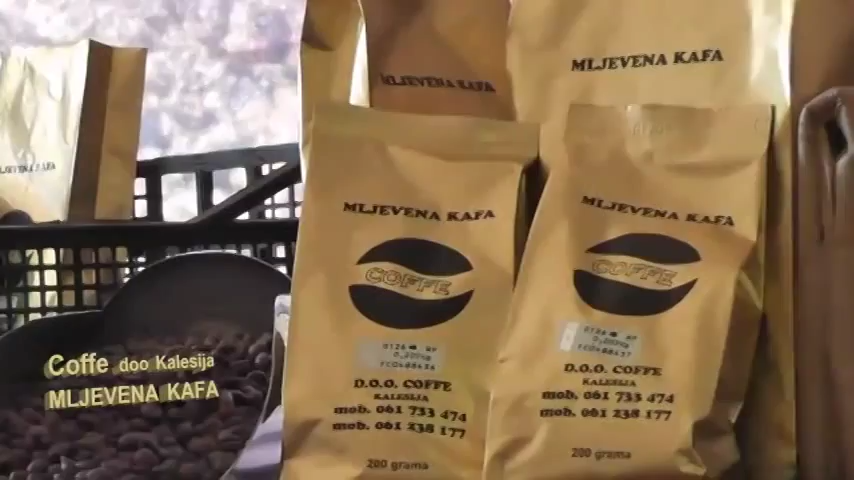 MLJEVENA KAFA
MLJEVENA KAFA
MLJEVENA KAFA
MLJEVENA KAFA
COFFE
D.O.O. COFFE
KALESIJA
mob. 061 733 474
mob. 061 238 177
200 grama
MLJEVENA KAFA
COFFE
D.O.O. COFFE
KALESIJA
mob. 061 733 474
mob. 061 238 177
200 grama
Coffe doo Kalesija
MLJEVENA KAFA